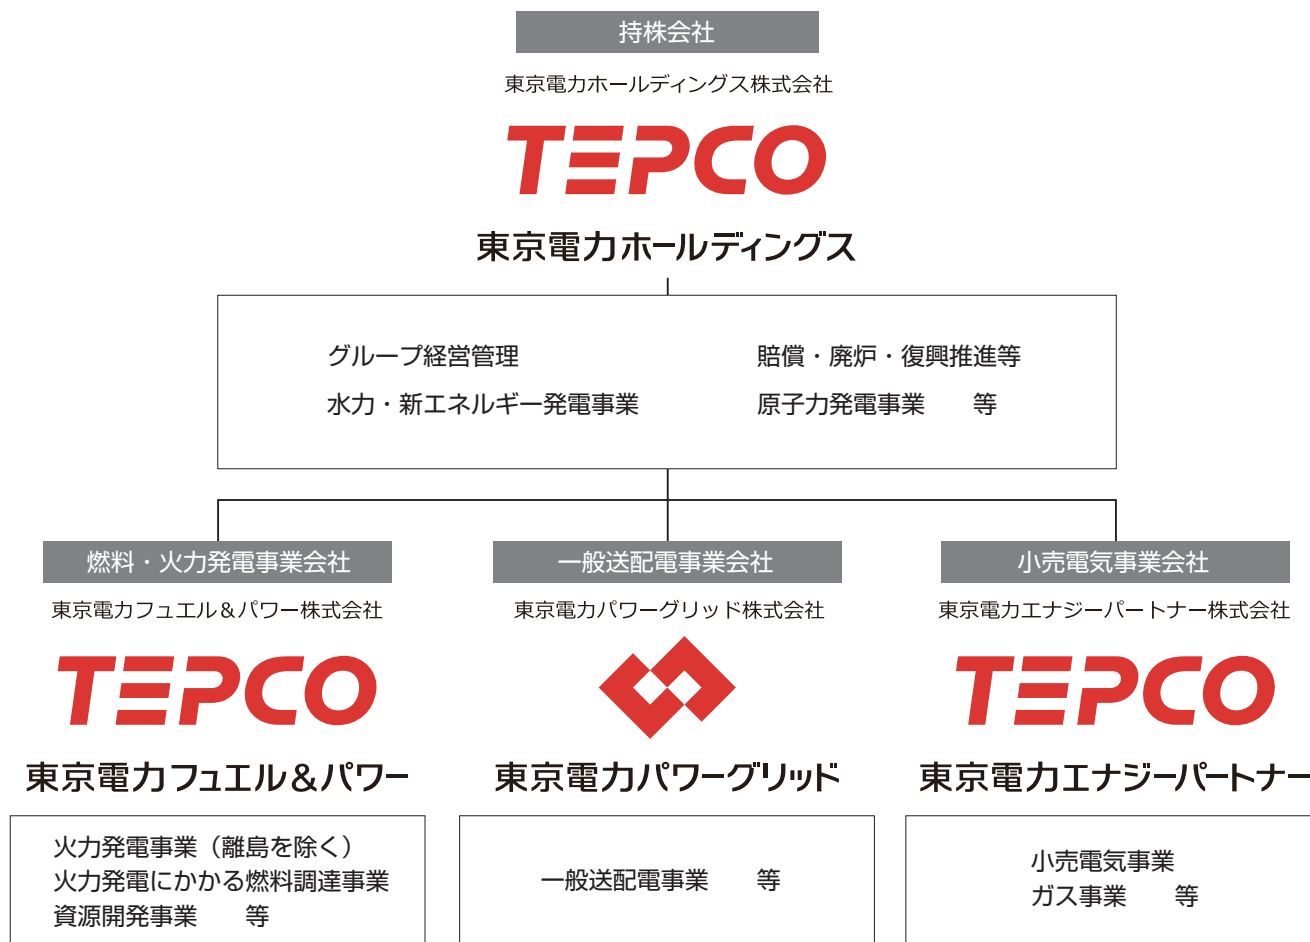 持株会社
東京電力ホールディングス株式会社
TEPCO
東京電力ホールディングス
グループ経営管理
水力・新エネルギー発電事業
賠償・廃炉・復興推進等
原子力発電事業 等
燃料・火力発電事業会社
東京電力フュエル&パワー株式会社
TEPCO
東京電力フュエル&パワー
火力発電事業（離島を除く）
火力発電にかかる燃料調達事業
資源開発事業 等
一般送配電事業会社
東京電力パワーグリッド株式会社
東京電力パワーグリッド
一般送配電事業 等
小売電気事業会社
東京電力エナジーパートナー株式会社
TEPCO
東京電力エナジーパートナー
小売電気事業
ガス事業 等